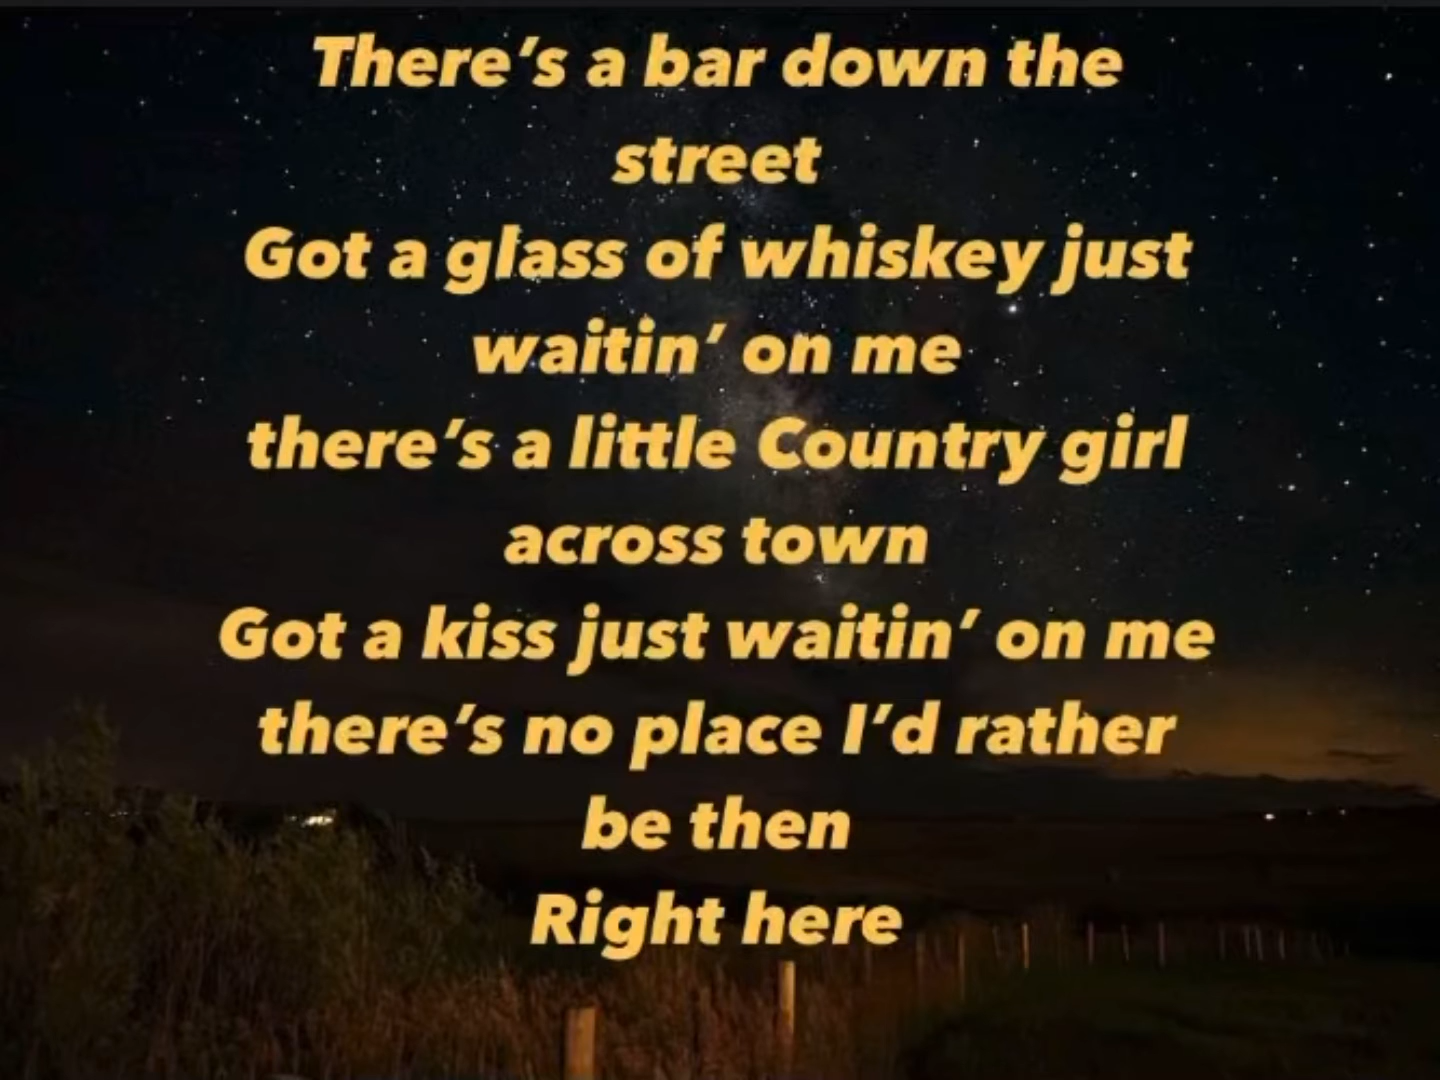 There's a bar down the
street
Got a glass of whiskey just
waitin' on me
there's a little Country girl
across town
Got a kiss just waitin' on me
there's no place I'd rather
be then
Right here